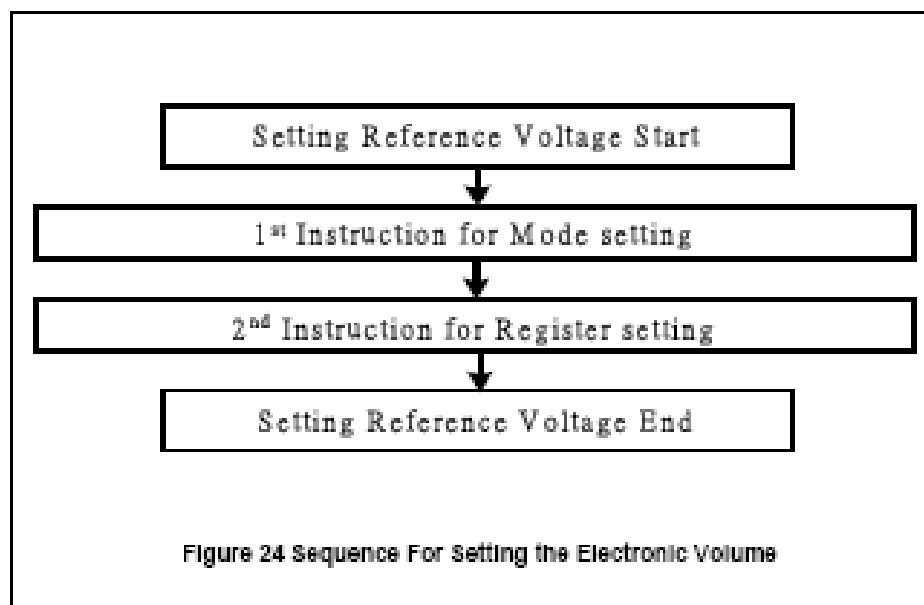 Setting Reference Voltage Start
1st Instruction for Mode setting
2nd Instruction for Register setting
Setting Reference Voltage End
Figure 24 Sequence For Setting the Electronic Volume